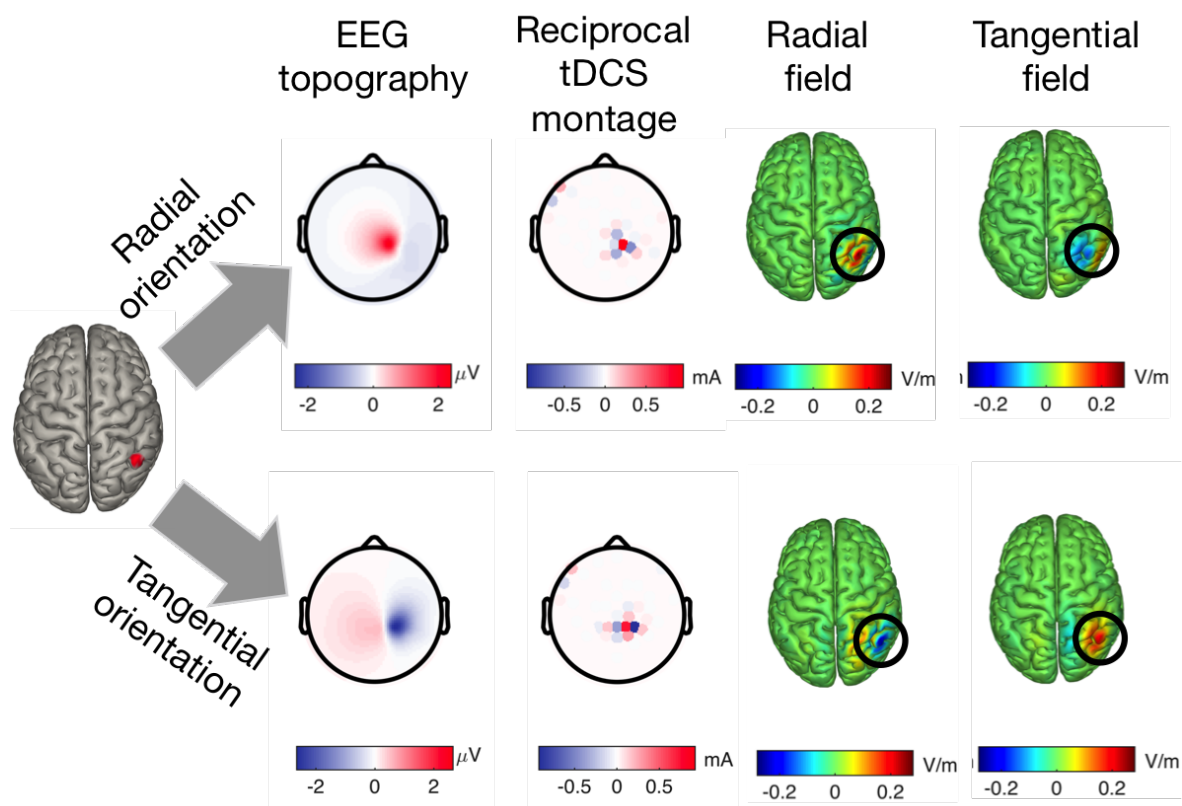 EEG
topography
Reciprocal
tDCS
montage
Radial
field
Tangential
field
Radial
orientation
μV
-2 0 2
mA
-0.5 0 0.5
V/m
-0.2 0 0.2
V/m
-0.2 0 0.2
Tangential
orientation
μV
-2 0 2
mA
-0.5 0 0.5
V/m
-0.2 0 0.2
V/m
-0.2 0 0.2